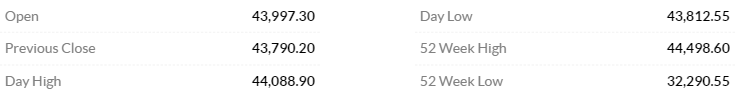 Open 43,997.30 Day Low 43,812.55
Previous Close 43,790.20 52 Week High 44,498.60
Day High 44,088.90 52 Week Low 32,290.55